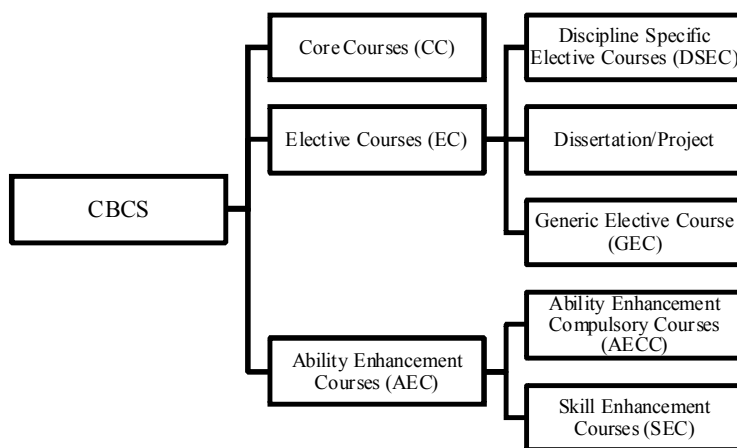 Core Courses (CC)
Discipline Specific
Elective Courses (DSEC)
Elective Courses (EC)
Dissertation/Project
CBCS
Generic Elective Course
(GEC)
Ability Enhancement
Courses (AEC)
Ability Enhancement
Compulsory Courses
(AECC)
Skill Enhancement
Courses (SEC)